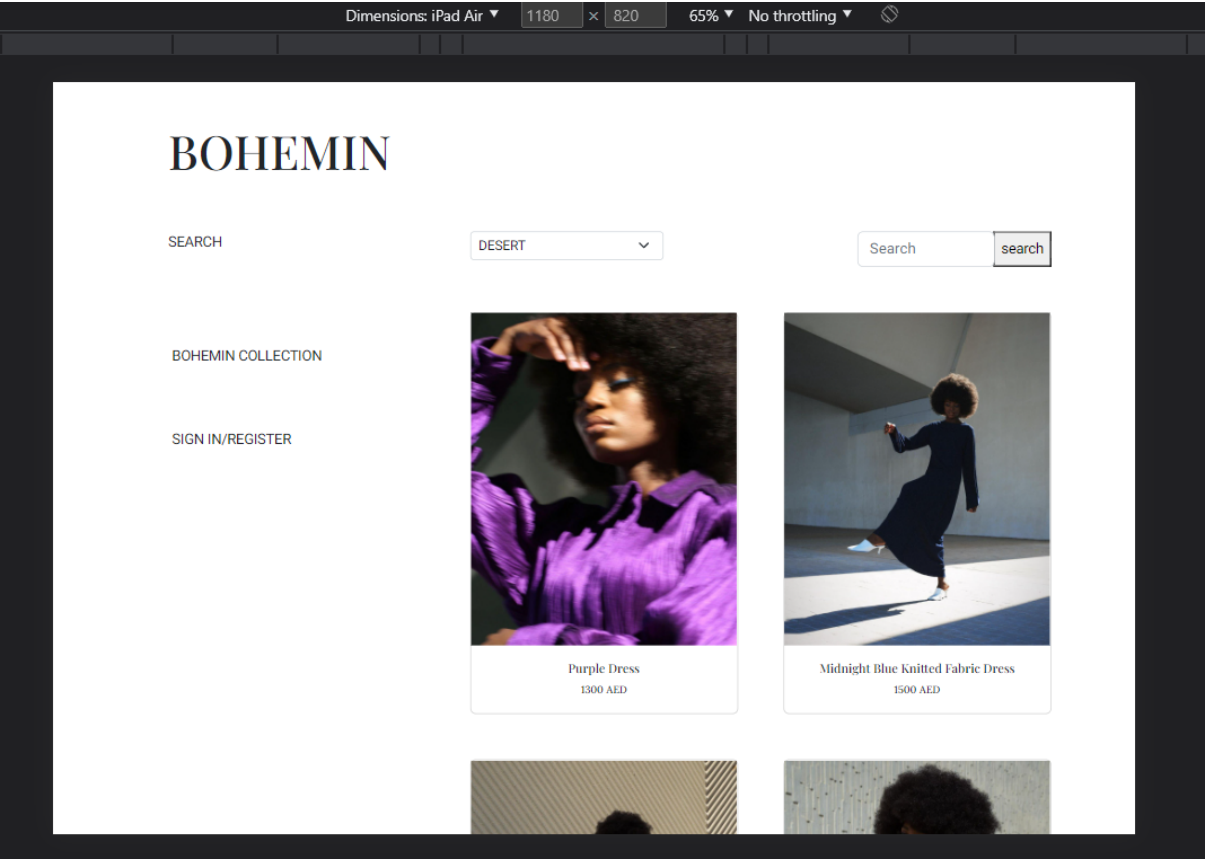 Dimensions: iPad Air ▼ 1180 × 820 65% ▼ No throttling ▼
BOHEMIN
SEARCH
DESERT
Search search
BOHEMIN COLLECTION
SIGN IN/REGISTER
Purple Dress
1300 AED
Midnight Blue Knitted Fabric Dress
1500 AED